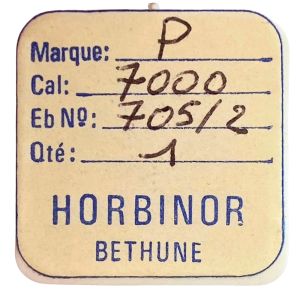 Marque: P
Cal: 7000
Eb Nº: 705/2
Qté: 1
HORBINOR
BETHUNE